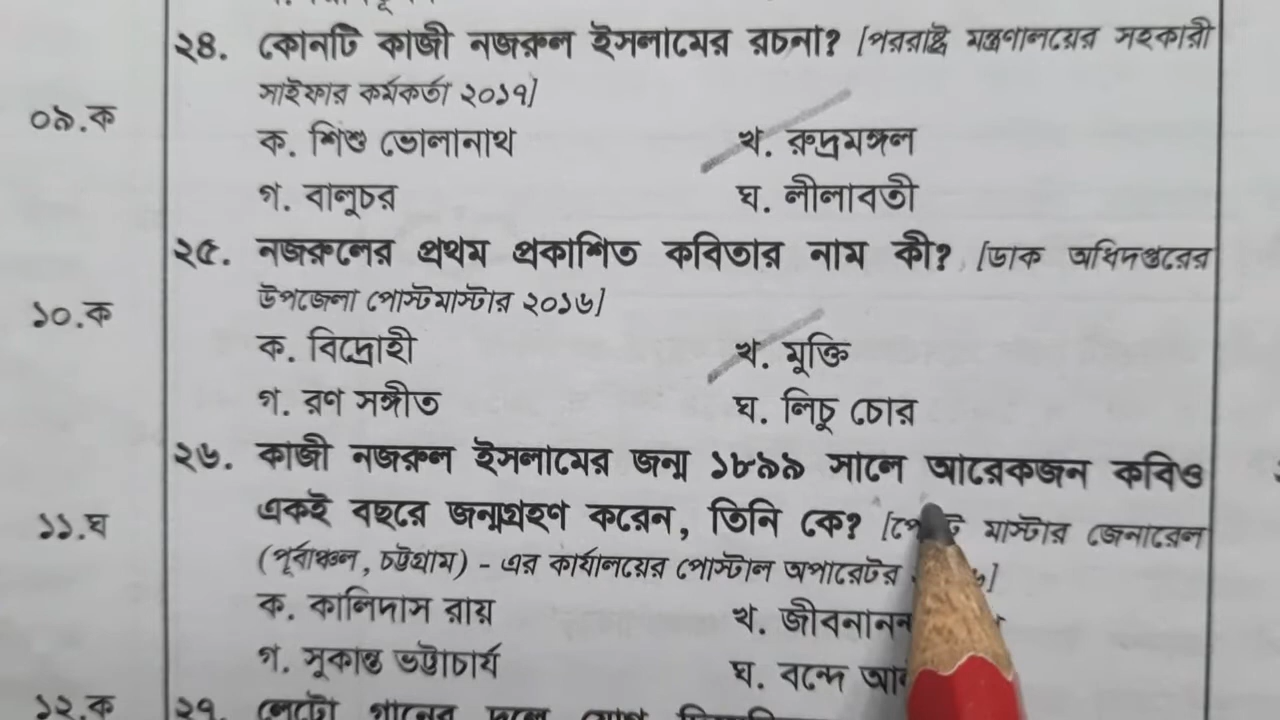 ২৪. কোনটি কাজী নজরুল ইসলামের রচনা? [পররাষ্ট্র মন্ত্রণালয়ের সহকারী
সাইফার কর্মকর্তা ২০১৭]
০৯.ক
ক. শিশু ভোলানাথ খ. রুদ্রমঙ্গল
গ. বালুচর ঘ. লীলাবতী
২৫. নজরুলের প্রথম প্রকাশিত কবিতার নাম কী? [ডাক অধিদপ্তরের
উপজেলা পোস্টমাস্টার ২০১৬]
১০.ক
ক. বিদ্রোহী খ. মুক্তি
গ. রণ সঙ্গীত ঘ. লিচু চোর
২৬. কাজী নজরুল ইসলামের জন্ম ১৮৯৯ সালে আরেকজন কবিও
১১.ঘ
একই বছরে জন্মগ্রহণ করেন, তিনি কে? মাস্টার জেনারেল
(পূর্বাঞ্চল, চট্টগ্রাম) - এর কার্যালয়ের পোস্টাল অপারেটর
ক. কালিদাস রায় খ.
গ. সুকান্ত ভট্টাচার্য ঘ. বন্দে
১২.ক
২৭. লেটো গানের দলে